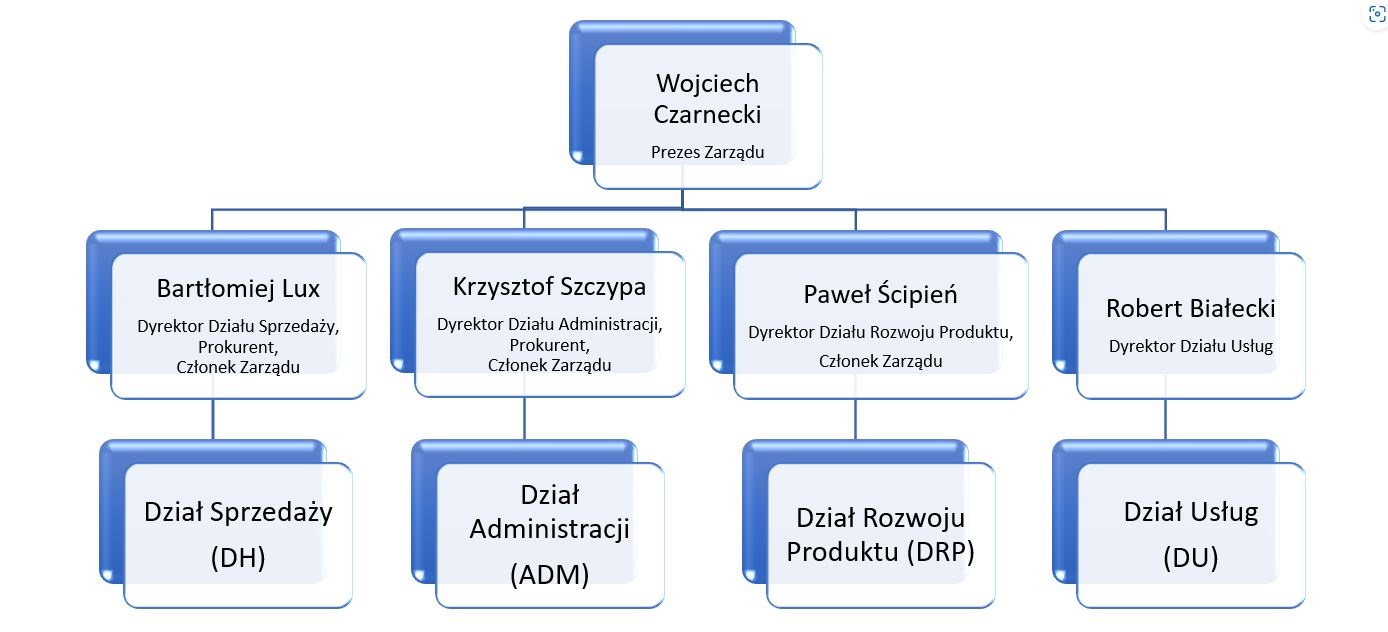 Wojciech
Czarnecki
Prezes Zarządu
Bartłomiej Lux
Dyrektor Działu Sprzedaży,
Prokurent,
Członek Zarządu
Krzysztof Szczypa
Dyrektor Działu Administracji,
Prokurent,
Członek Zarządu
Paweł Ścipień
Dyrektor Działu Rozwoju Produktu,
Członek Zarządu
Robert Białecki
Dyrektor Działu Usług
Dział Sprzedaży
(DH)
Dział
Administracji
(ADM)
Dział Rozwoju
Produktu (DRP)
Dział Usług
(DU)